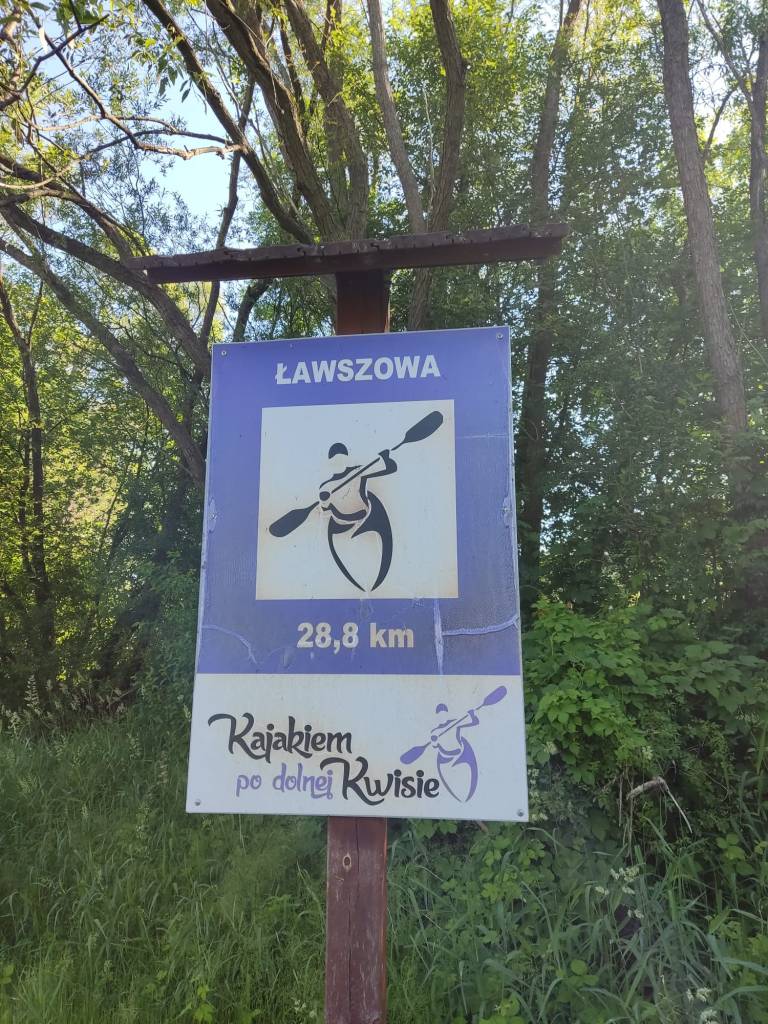 ŁAWSZOWA
28,8 km
Kajakiem
po dolnej Kwisie